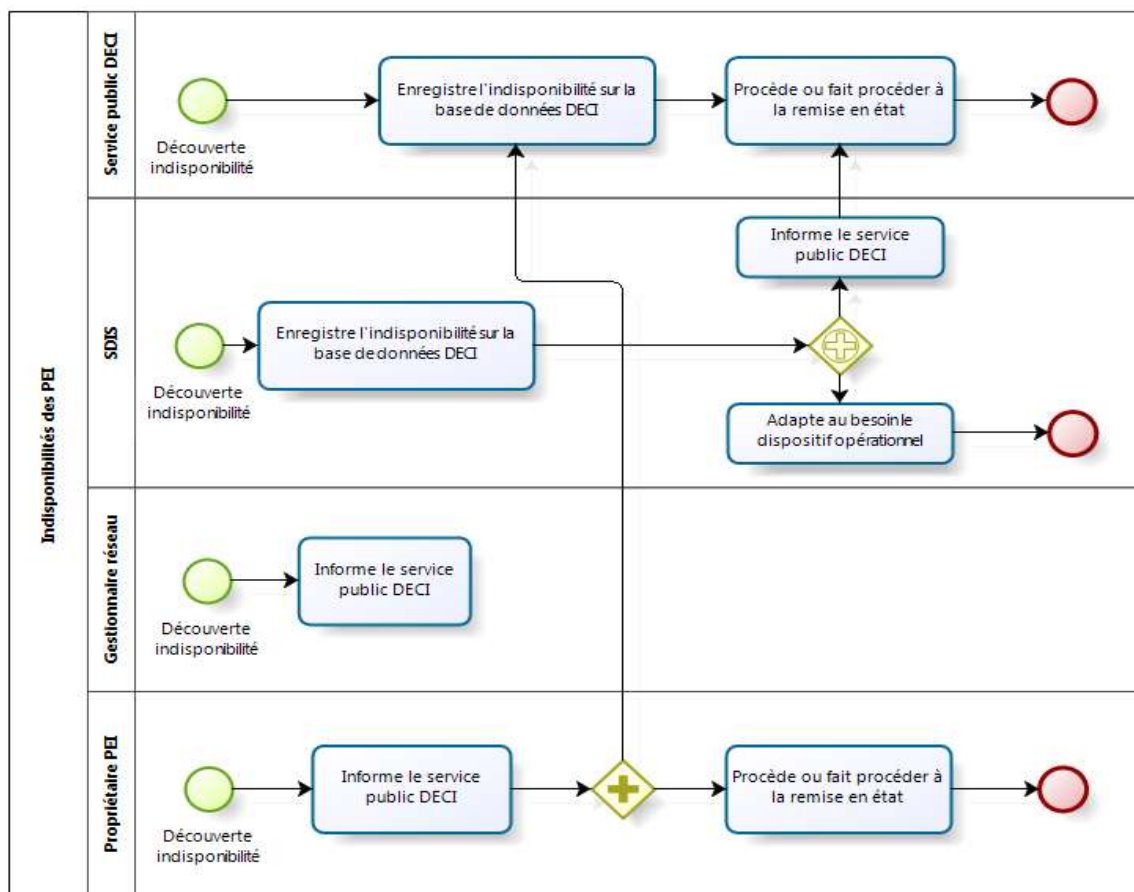 Indisponibilités des PEI
Service public DECI
Découverte
indisponibilité
Enregistre l'indisponibilité sur la
base de données DECI
Procède ou fait procéder à
la remise en état
SDIS
Découverte
indisponibilité
Enregistre l'indisponibilité sur la
base de données DECI
Informe le service
public DECI
Adapte au besoin le
dispositif opérationnel
Gestionnaire réseau
Découverte
indisponibilité
Informe le service
public DECI
Propriétaire PEI
Découverte
indisponibilité
Informe le service
public DECI
Procède ou fait procéder à
la remise en état